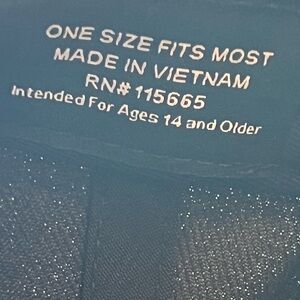 ONE SIZE FITS MOST
MADE IN VIETNAM
RN# 115665
Intended For Ages 14 and Older